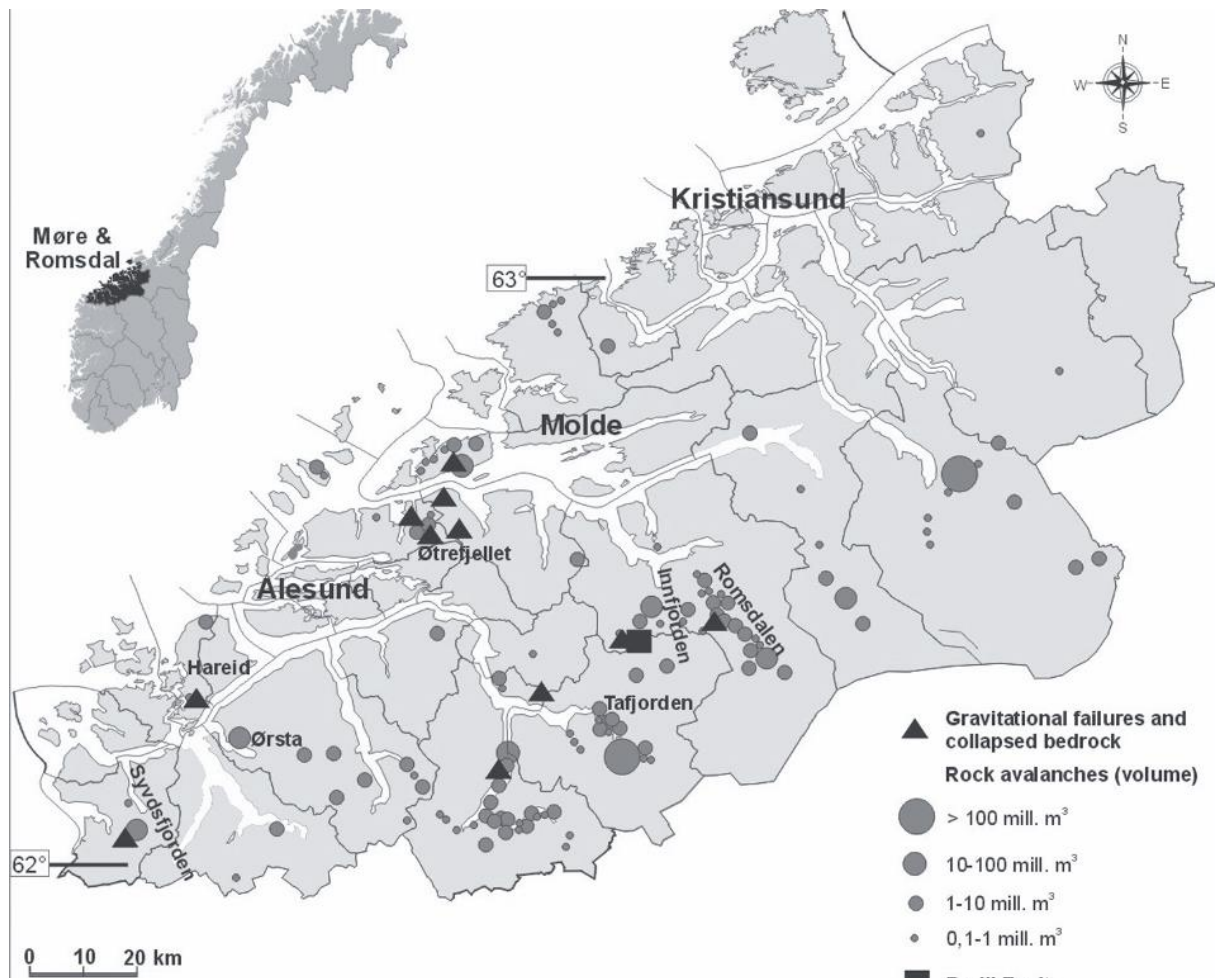 N
W
E
S
Kristiansund
Møre &
Romsdal
63°
Molde
Øtrefjellet
Ålesund
Innfjorden
Romsdalen
Hareid
Tafjorden
Ørsta
Syvdsfjorden
62°
Gravitational failures and
collapsed bedrock
Rock avalanches (volume)
> 100 mill. m³
10-100 mill. m³
1-10 mill. m³
0,1-1 mill. m³
0 10 20 km